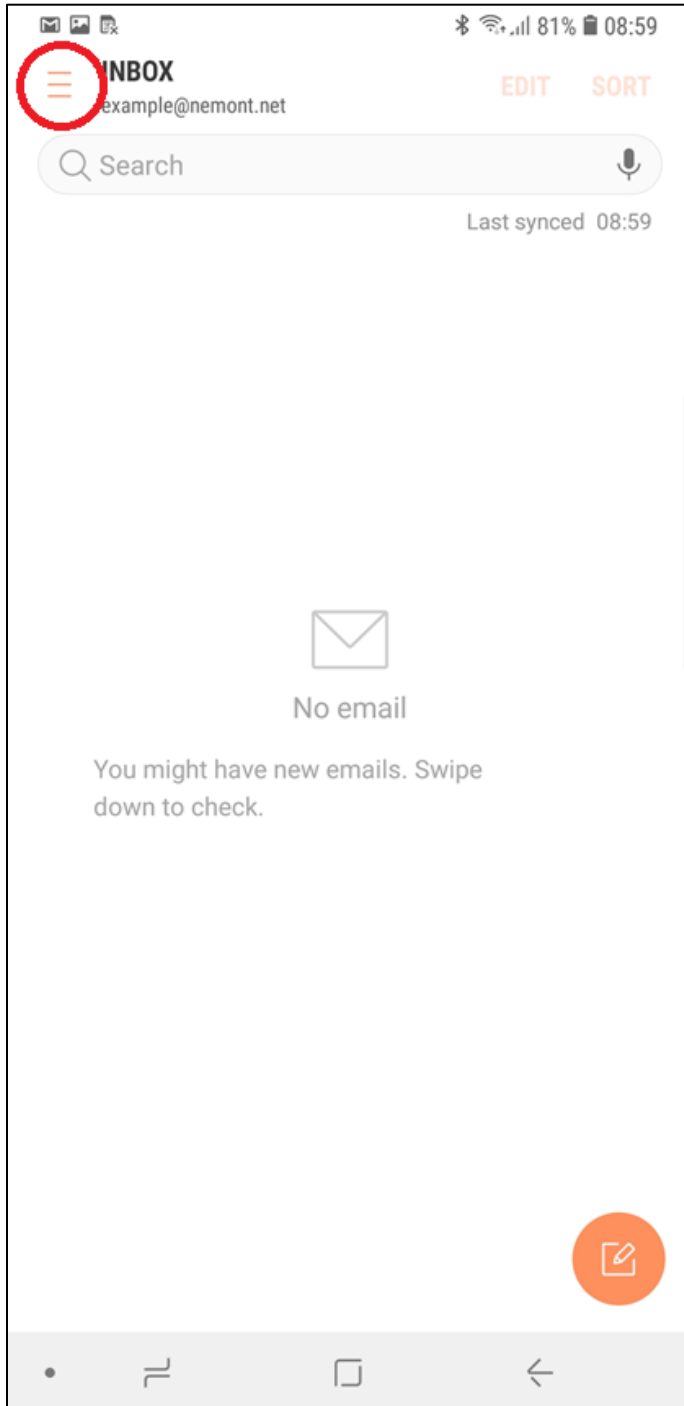 81% 08:59
INBOX
example@nemont.net
EDIT SORT
Search
Last synced 08:59
No email
You might have new emails. Swipe
down to check.